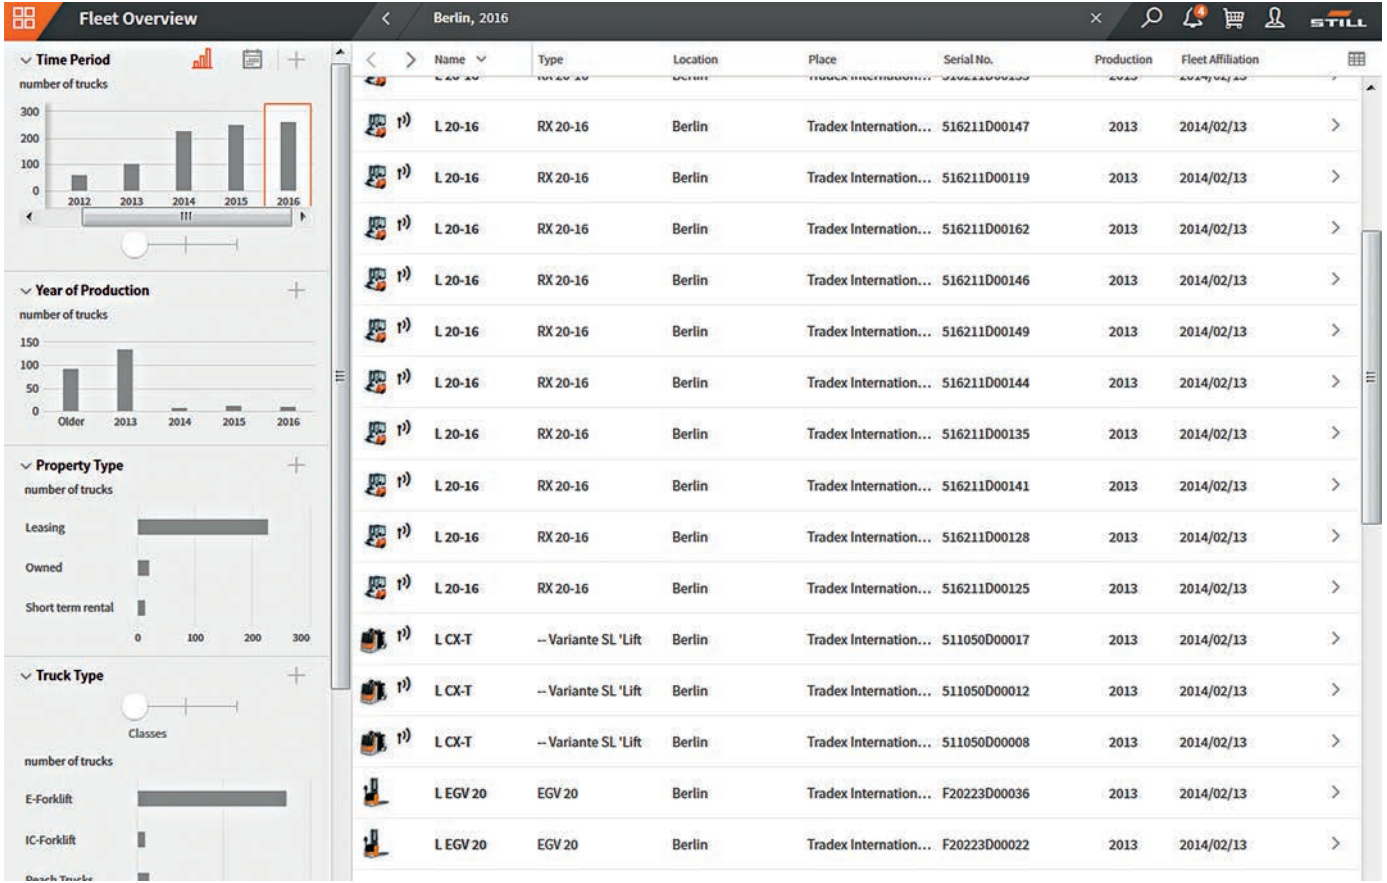 Fleet Overview
Berlin, 2016
4
STILL
Time Period
number of trucks
300
200
100
0
2012 2013 2014 2015 2016
Year of Production
number of trucks
150
100
50
0
Older 2013 2014 2015 2016
Property Type
number of trucks
Leasing
Owned
Short term rental
0 100 200 300
Truck Type
Classes
number of trucks
E-Forklift
IC-Forklift
Reach Trucks
Name Type Location Place Serial No. Production Fleet Affiliation
L 20-16 RX 20-16 Berlin Tradex Internation... 516211D00147 2013 2014/02/13
L 20-16 RX 20-16 Berlin Tradex Internation... 516211D00119 2013 2014/02/13
L 20-16 RX 20-16 Berlin Tradex Internation... 516211D00162 2013 2014/02/13
L 20-16 RX 20-16 Berlin Tradex Internation... 516211D00146 2013 2014/02/13
L 20-16 RX 20-16 Berlin Tradex Internation... 516211D00149 2013 2014/02/13
L 20-16 RX 20-16 Berlin Tradex Internation... 516211D00144 2013 2014/02/13
L 20-16 RX 20-16 Berlin Tradex Internation... 516211D00135 2013 2014/02/13
L 20-16 RX 20-16 Berlin Tradex Internation... 516211D00141 2013 2014/02/13
L 20-16 RX 20-16 Berlin Tradex Internation... 516211D00128 2013 2014/02/13
L 20-16 RX 20-16 Berlin Tradex Internation... 516211D00125 2013 2014/02/13
L CX-T -- Variante SL 'Lift Berlin Tradex Internation... 511050D00017 2013 2014/02/13
L CX-T -- Variante SL 'Lift Berlin Tradex Internation... 511050D00012 2013 2014/02/13
L CX-T -- Variante SL 'Lift Berlin Tradex Internation... 511050D00008 2013 2014/02/13
L EGV 20 EGV 20 Berlin Tradex Internation... F20223D00036 2013 2014/02/13
L EGV 20 EGV 20 Berlin Tradex Internation... F20223D00022 2013 2014/02/13